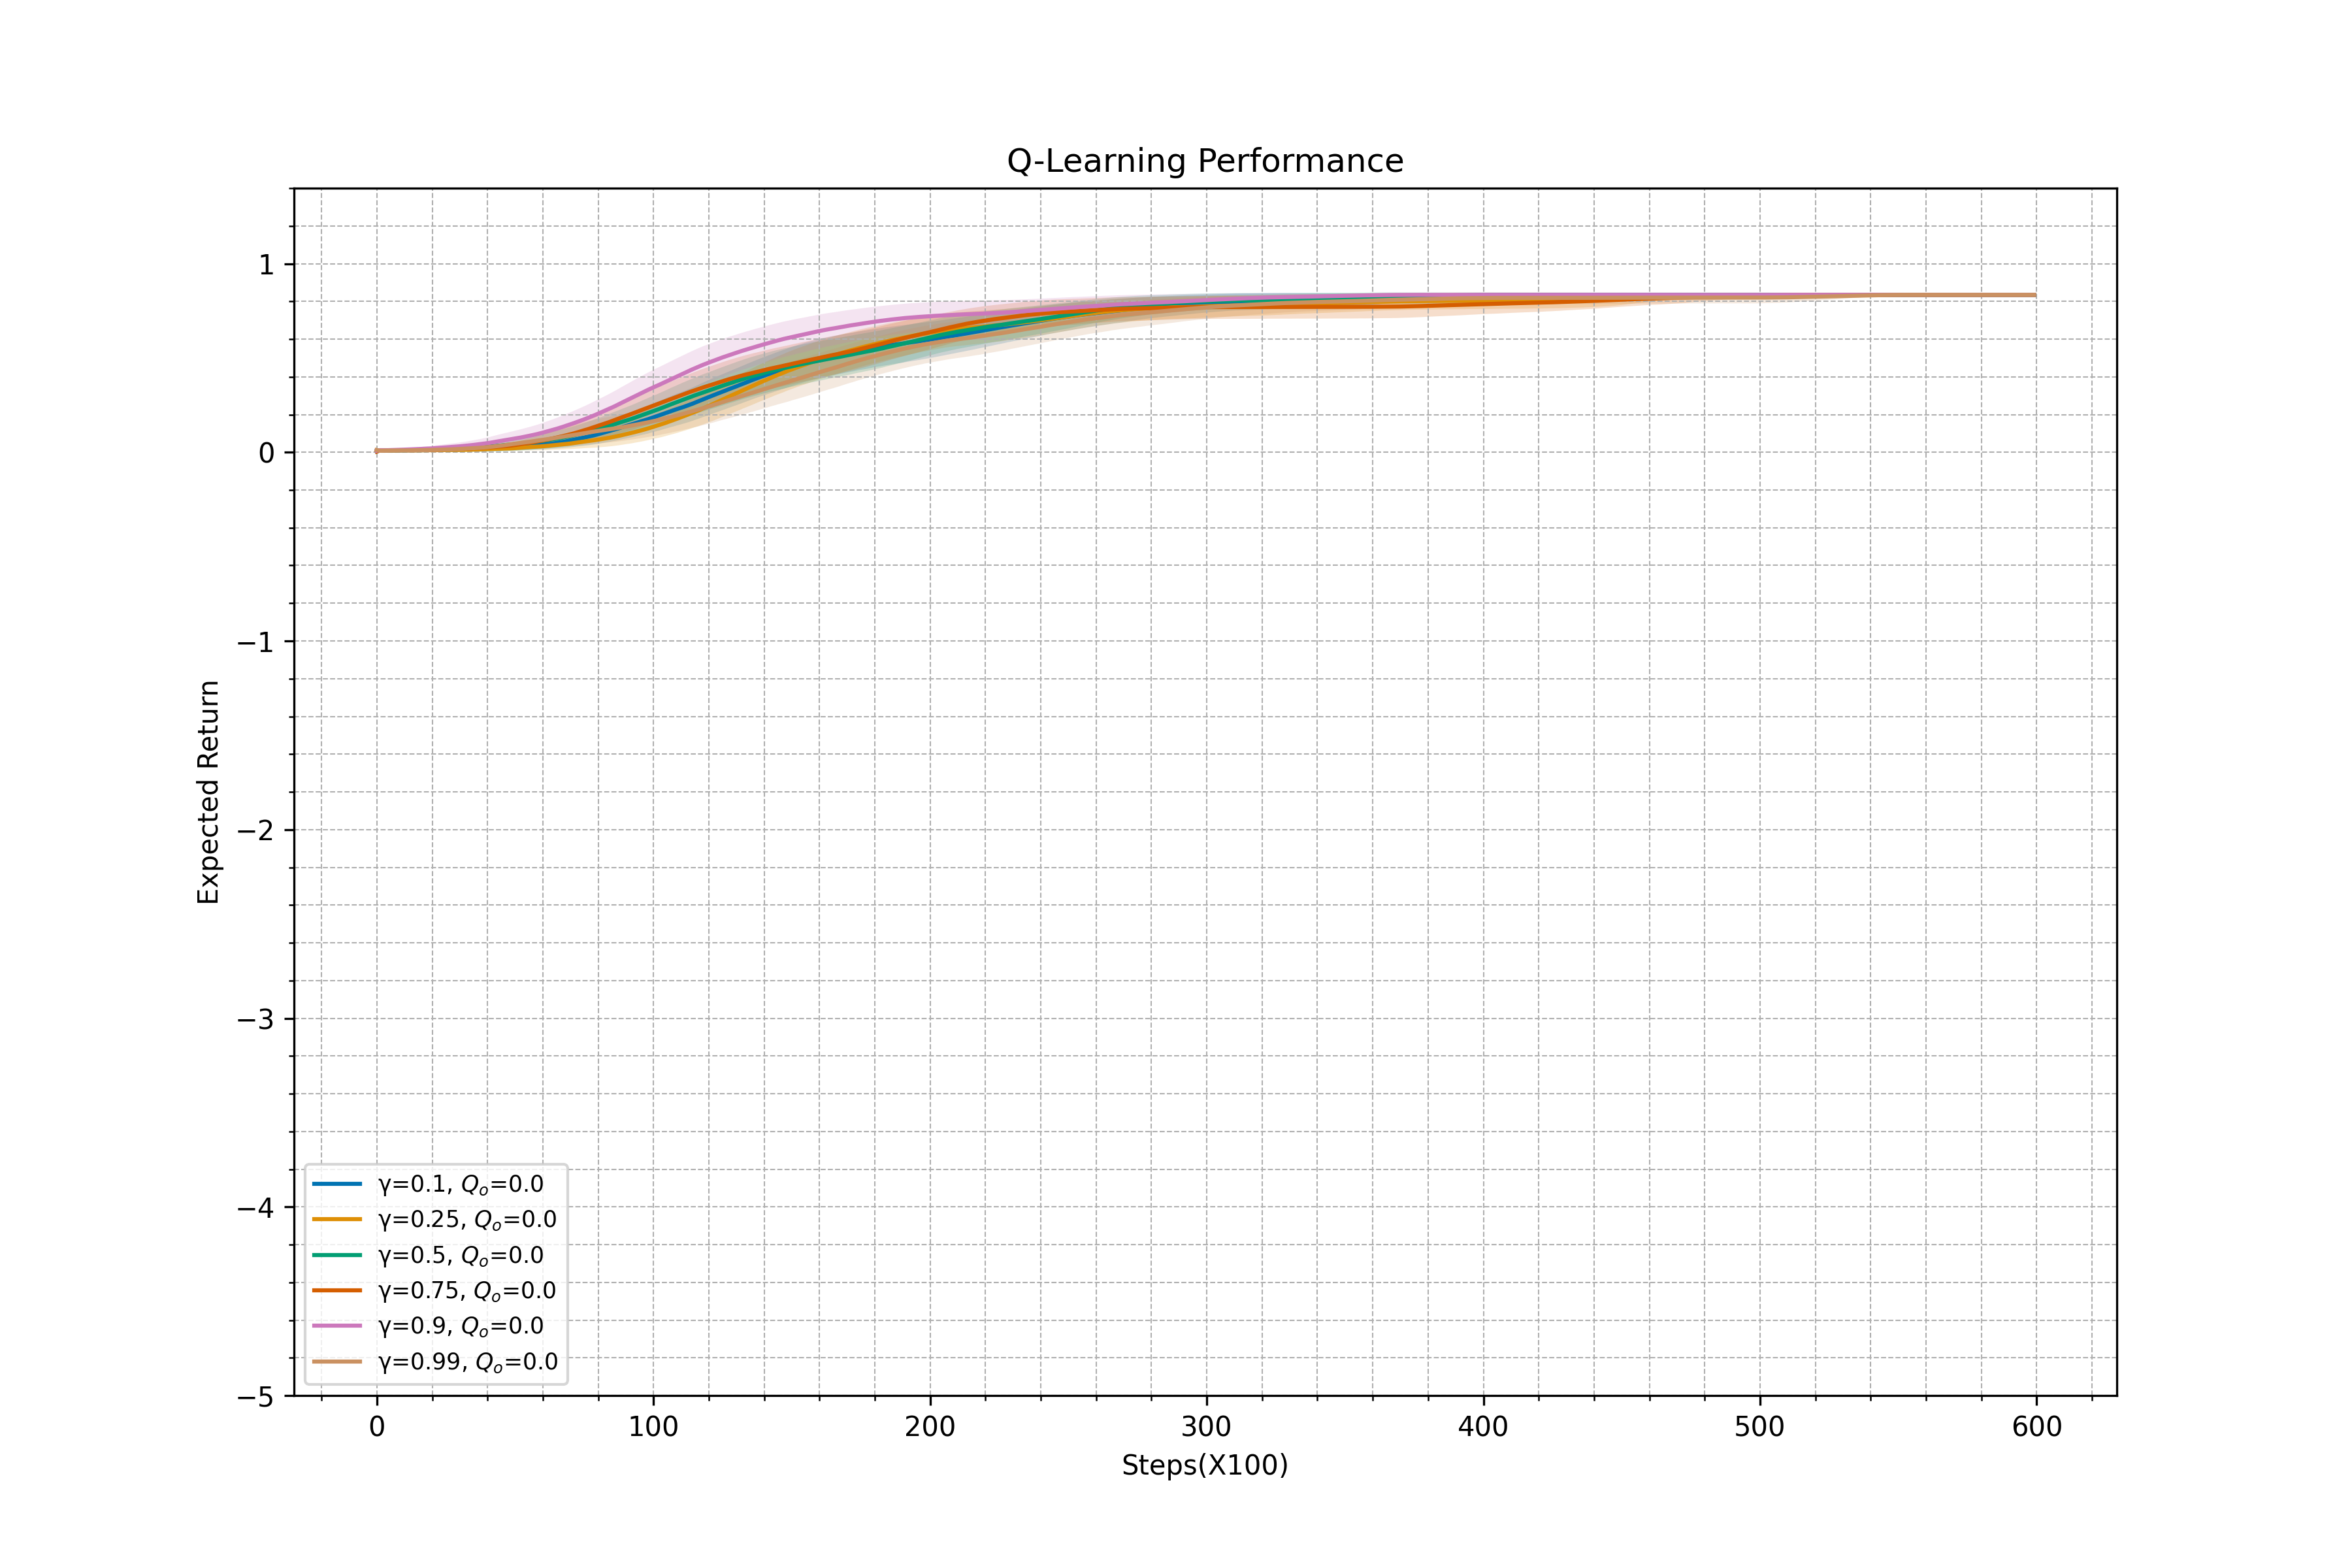 Q-Learning Performance
Expected Return
1
0
−1
−2
−3
−4
−5
γ=0.1, Qo=0.0
γ=0.25, Qo=0.0
γ=0.5, Qo=0.0
γ=0.75, Qo=0.0
γ=0.9, Qo=0.0
γ=0.99, Qo=0.0
0 100 200 300 400 500 600
Steps(X100)